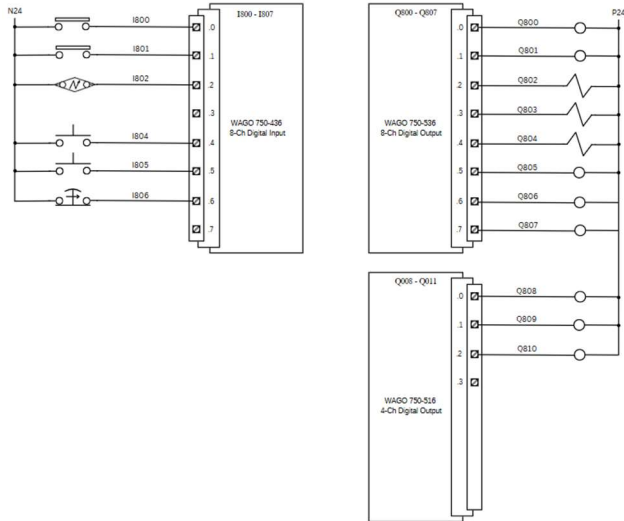 N24
I800
I801
I802
I804
I805
I806
I800 - I807
.0
.1
.2
.3
.4
.5
.6
.7
WAGO 750-436
8-Ch Digital Input
Q800 - Q807
.0
.1
.2
.3
.4
.5
.6
.7
WAGO 750-536
8-Ch Digital Output
P24
Q800
Q801
Q802
Q803
Q804
Q805
Q806
Q807
Q008 - Q011
.0
.1
.2
.3
WAGO 750-516
4-Ch Digital Output
Q808
Q809
Q810